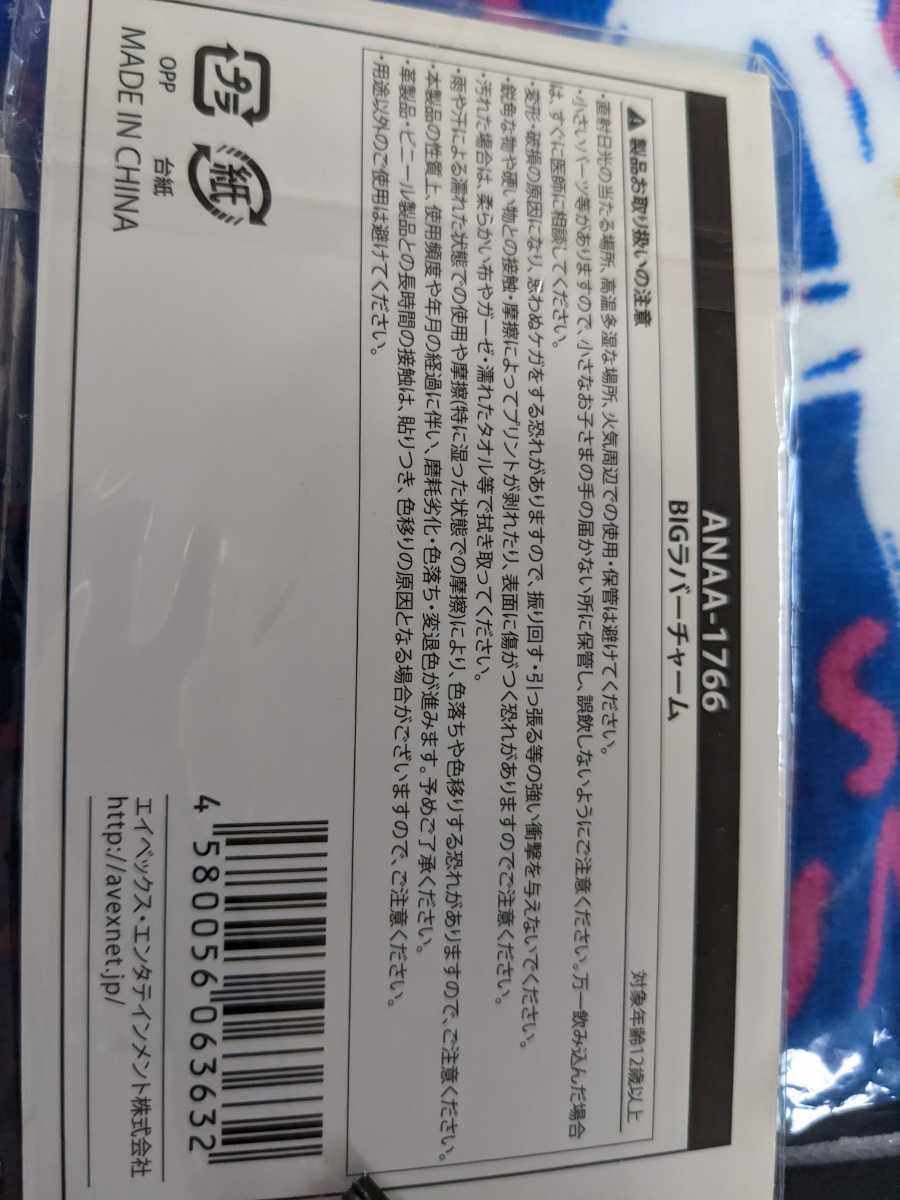 ANAA-1766
BIGラバーチャーム
製品お取り扱いの注意
対象年齢12歳以上
・直射日光の当たる場所、高温多湿な場所、火気周辺での使用・保管は避けてください。
・小さいパーツ等がありますので、小さなお子さまの手の届かない所に保管し、誤飲しないようにご注意ください。万一飲み込んだ場合
は、すぐに医師に相談してください。
・変形・破損の原因になり、思わぬケガをする恐れがありますので、振り回す・引っ張る等の強い衝撃を与えないでください。
・鋭角な物や硬い物との接触・摩擦によってプリントが剥れたり、表面に傷がつく恐れがありますのでご注意ください。
・汚れた場合は、柔らかい布やガーゼ・濡れたタオル等で拭き取ってください。
・雨や汗による濡れた状態での使用や摩擦(特に湿った状態での摩擦)により、色落ちや色移りする恐れがありますので、ご注意ください。
・本製品の性質上、使用頻度や年月の経過に伴い、磨耗劣化・色落ち・変退色が進みます。予めご了承ください。
・革製品・ビニール製品との長時間の接触は、貼りつき、色移りの原因となる場合がございますので、ご注意ください。
・用途以外のご使用は避けてください。
プラ
紙
OPP
台紙
MADE IN CHINA
4 580056 063632
エイベックス・エンタテインメント株式会社
http://avexnet.jp/